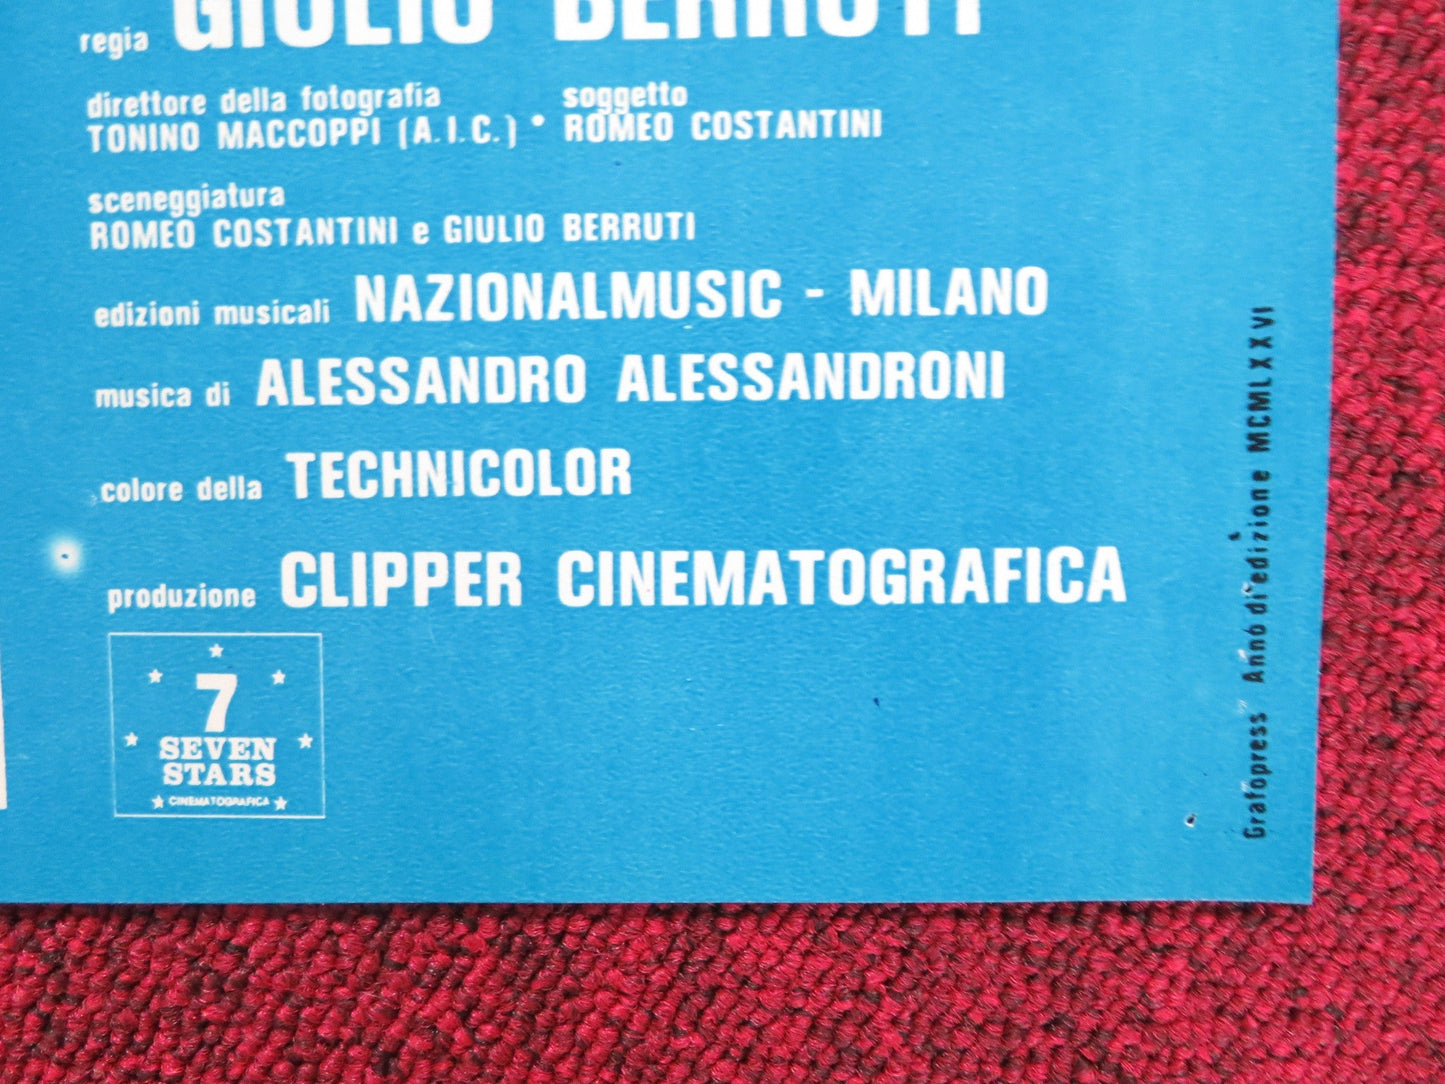 regia GIULIO BERRUTI
direttore della fotografia
TONINO MACCOPPI (A.I.C.) •
soggetto
ROMEO COSTANTINI
sceneggiatura
ROMEO COSTANTINI e GIULIO BERRUTI
edizioni musicali NAZIONALMUSIC - MILANO
musica di ALESSANDRO ALESSANDRONI
colore della TECHNICOLOR
produzione CLIPPER CINEMATOGRAFICA
7
SEVEN
STARS
CINEMATOGRAFICA
Grafopress Anno di edizione MCMLXXVI